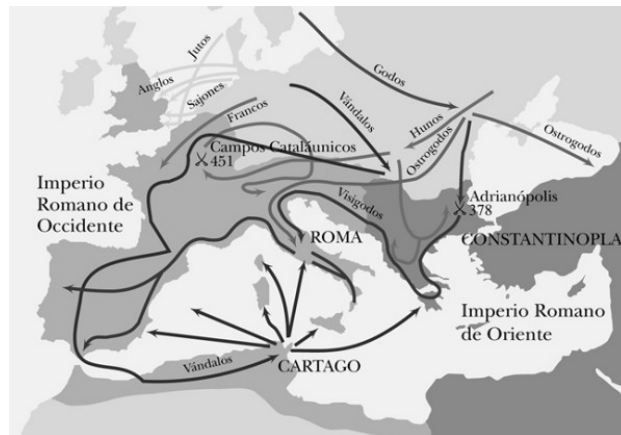 Jutos
Anglos
Sajones
Godos
Francos
Vándalos
Hunos
Ostrogodos
Ostrogodos
Campos Cataláunicos
451
Imperio
Romano de
Occidente
Visigodos
Adrianópolis
378
ROMA
CONSTANTINOPLA
Imperio Romano
de Oriente
Vándalos
CARTAGO